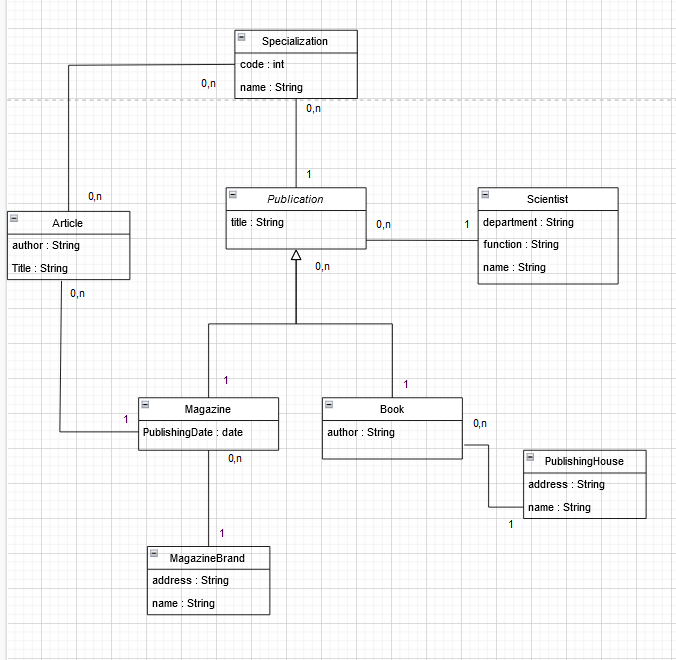 Specialization
code : int
name : String
0,n
0,n
1
Publication
title : String
0,n
1
Scientist
department : String
function : String
name : String
0,n
Article
author : String
Title : String
0,n
0,n
1
1
Magazine
PublishingDate : date
1
0,n
Book
author : String
0,n
PublishingHouse
address : String
name : String
1
1
MagazineBrand
address : String
name : String